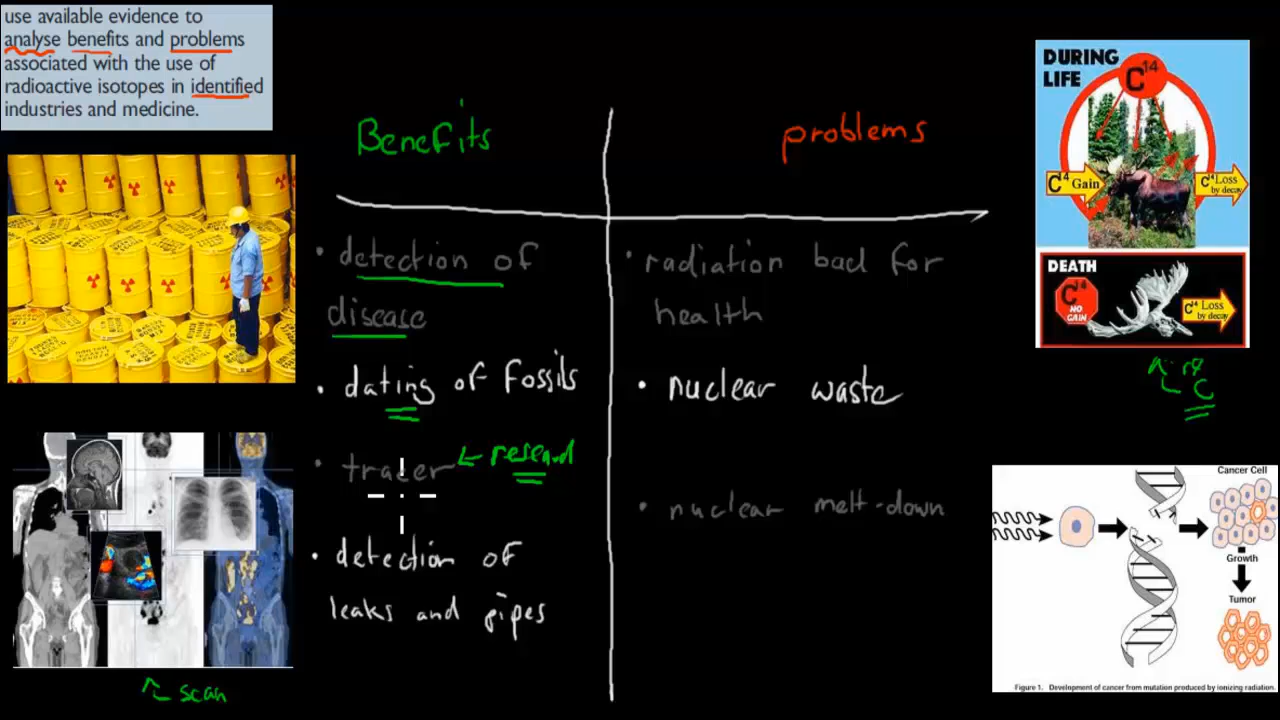 use available evidence to
analyse benefits and problems
associated with the use of
radioactive isotopes in identified
industries and medicine.
Benefits
problems
• detection of
disease
• dating of fossils
• tracer
• detection of
leaks and pipes
• radiation bad for
health
• nuclear waste
• nuclear melt-down
scan
DURING
LIFE
C14
C14 Gain
C14 Loss
by decay
DEATH
C14
NO
GAIN
C14 Loss
by decay
C
Cancer
Cell
Growth
Tumor
Figure 1. Development of cancer from mutation produced by ionizing radiation.